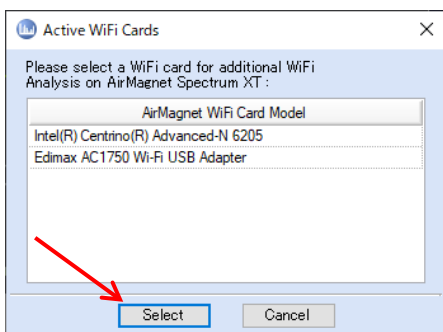 Active WiFi Cards
Please select a WiFi card for additional WiFi
Analysis on AirMagnet Spectrum XT :
AirMagnet WiFi Card Model
Intel(R) Centrino(R) Advanced-N 6205
Edimax AC1750 Wi-Fi USB Adapter
Select
Cancel